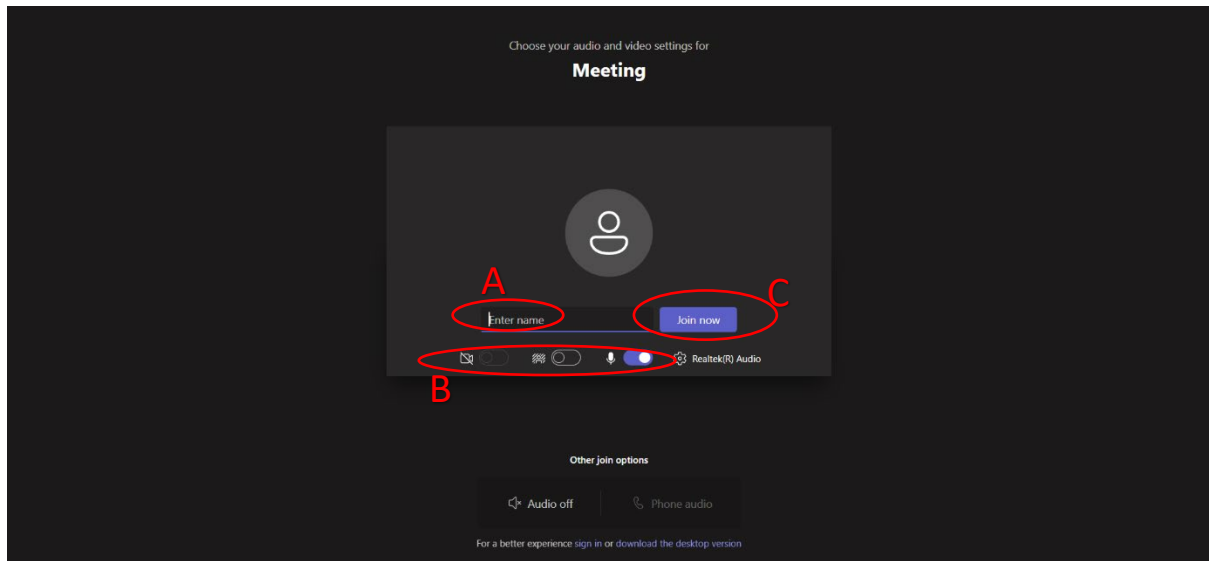 Choose your audio and video settings for
Meeting
A
C
Enter name
Join now
Realtek(R) Audio
B
Other join options
Audio off
Phone audio
For a better experience sign in or download the desktop version